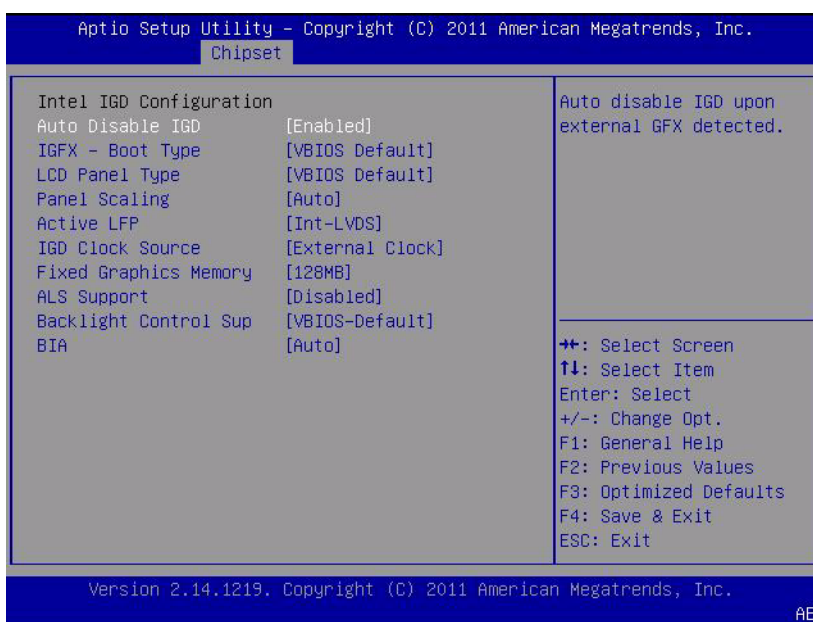 Aptio Setup Utility – Copyright (C) 2011 American Megatrends, Inc.
Chipset
Intel IGD Configuration
Auto Disable IGD [Enabled]
IGFX – Boot Type [VBIOS Default]
LCD Panel Type [VBIOS Default]
Panel Scaling [Auto]
Active LFP [Int-LVDS]
IGD Clock Source [External Clock]
Fixed Graphics Memory [128MB]
ALS Support [Disabled]
Backlight Control Sup [VBIOS-Default]
BIA [Auto]
Auto disable IGD upon
external GFX detected.
→←: Select Screen
↑↓: Select Item
Enter: Select
+/-: Change Opt.
F1: General Help
F2: Previous Values
F3: Optimized Defaults
F4: Save & Exit
ESC: Exit
Version 2.14.1219. Copyright (C) 2011 American Megatrends, Inc.
AB